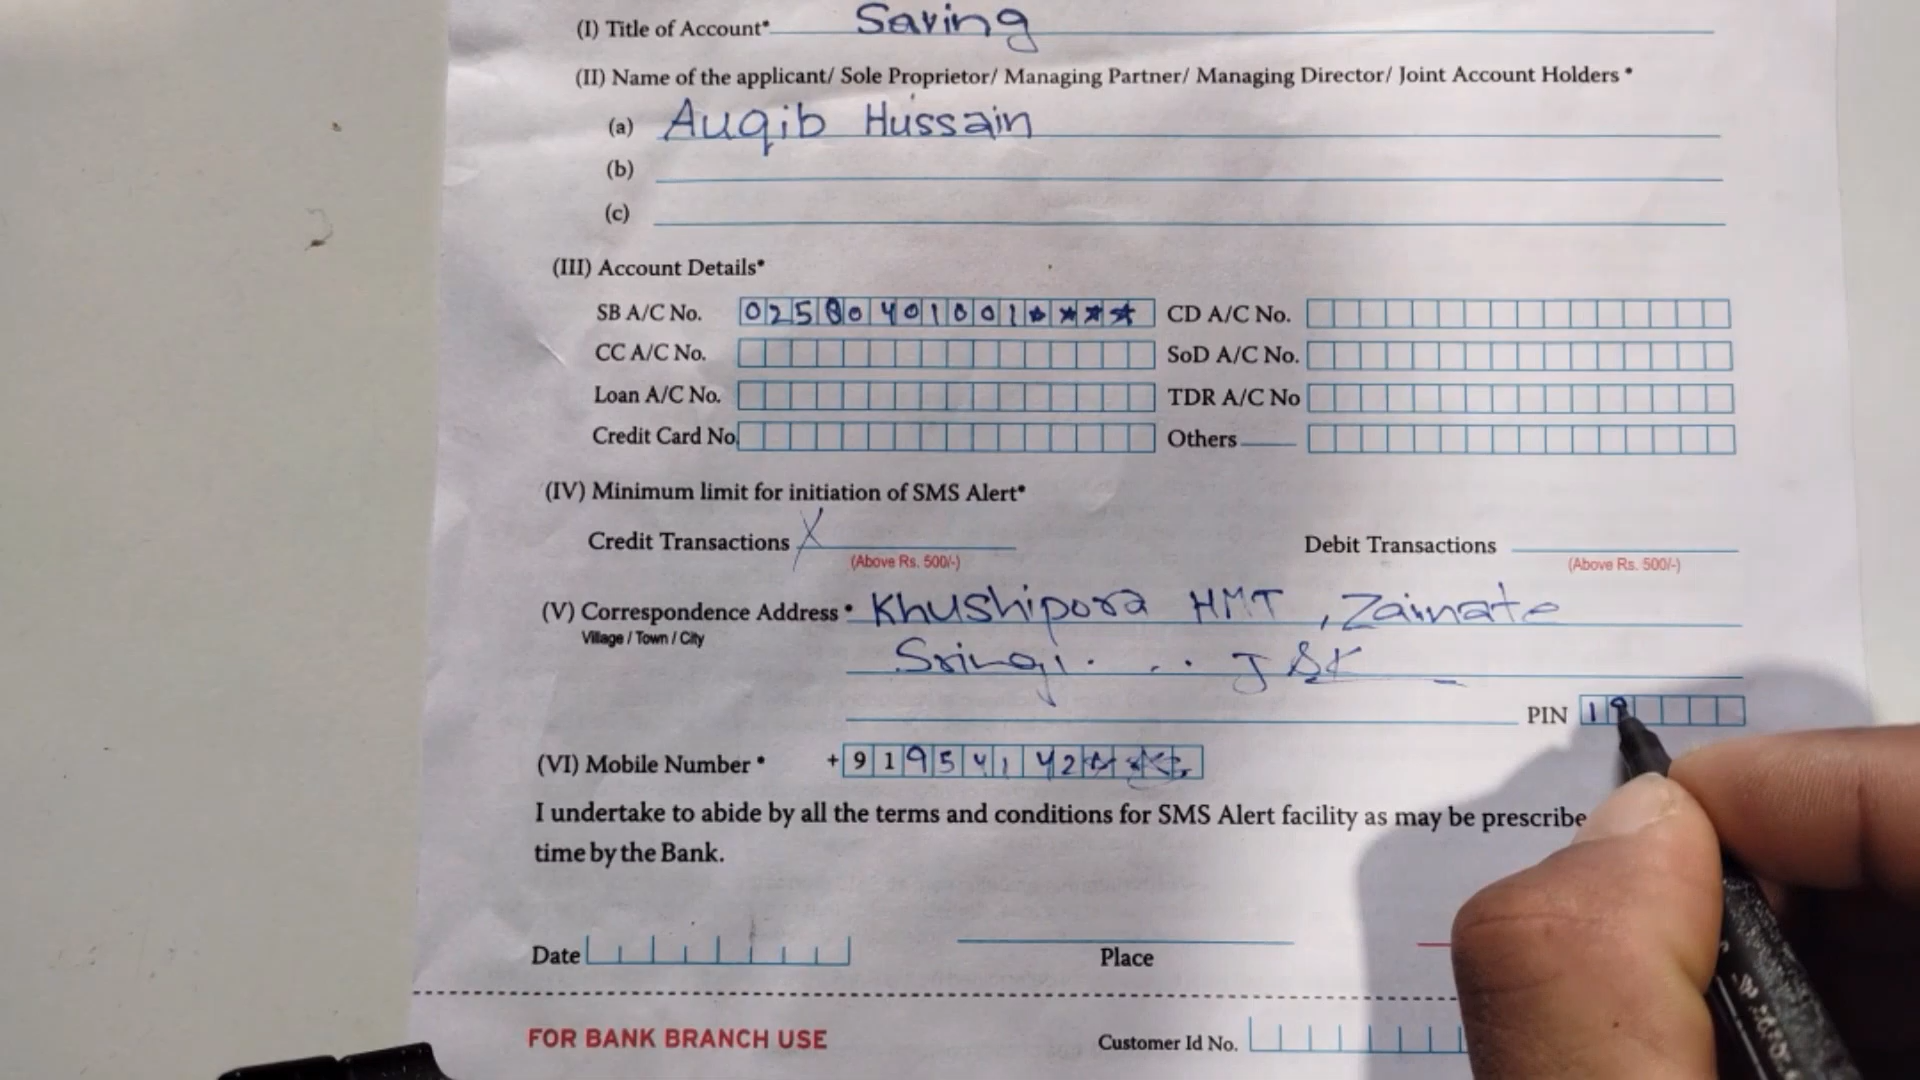 (I) Title of Account* Saving
(II) Name of the applicant/ Sole Proprietor/ Managing Partner/ Managing Director/ Joint Account Holders *
(a) Auqib Hussain
(b)
(c)
(III) Account Details*
SB A/C No. 025804010 01**** CD A/C No.
CC A/C No. SoD A/C No.
Loan A/C No. TDR A/C No
Credit Card No. Others
(IV) Minimum limit for initiation of SMS Alert*
Credit Transactions X Debit Transactions
(Above Rs. 500/-) (Above Rs. 500/-)
(V) Correspondence Address * Khushipora HMT , Zainate
Village / Town / City
J&K
PIN 19
(VI) Mobile Number * +91954142
I undertake to abide by all the terms and conditions for SMS Alert facility as may be prescribe
time by the Bank.
Date Place
FOR BANK BRANCH USE Customer Id No.